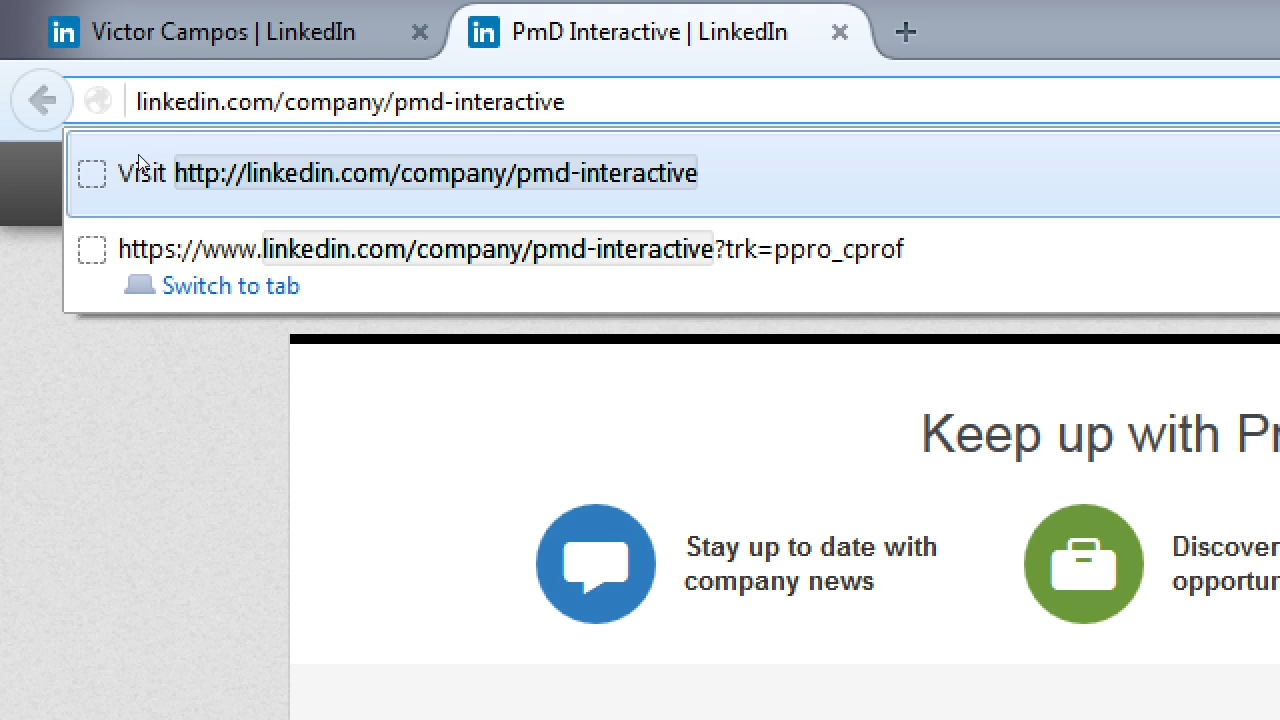 in Victor Campos | LinkedIn
in PmD Interactive | LinkedIn
linkedin.com/company/pmd-interactive
Visit http://linkedin.com/company/pmd-interactive
https://www.linkedin.com/company/pmd-interactive?trk=ppro_cprof
Switch to tab
Keep up with
Stay up to date with
company news
Discover